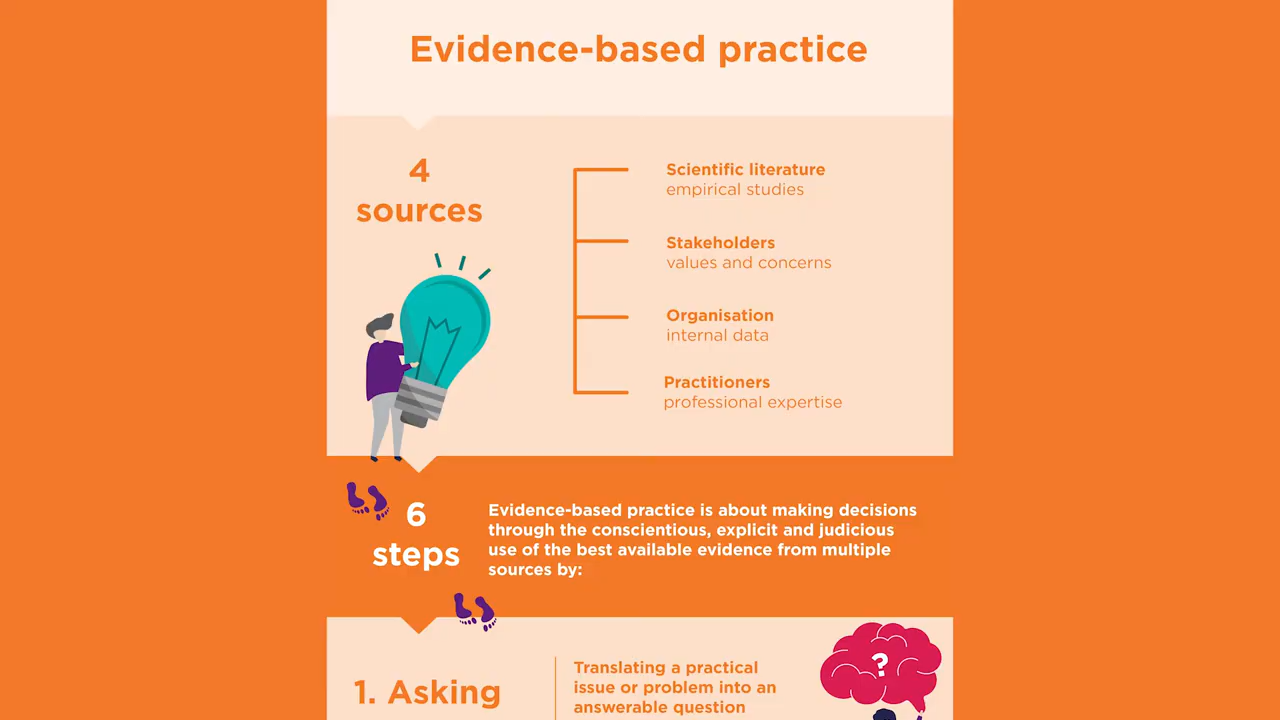 Evidence-based practice
4
sources
Scientific literature
empirical studies
Stakeholders
values and concerns
Organisation
internal data
Practitioners
professional expertise
6
steps
Evidence-based practice is about making decisions
through the conscientious, explicit and judicious
use of the best available evidence from multiple
sources by:
1. Asking
Translating a practical
issue or problem into an
answerable question
?